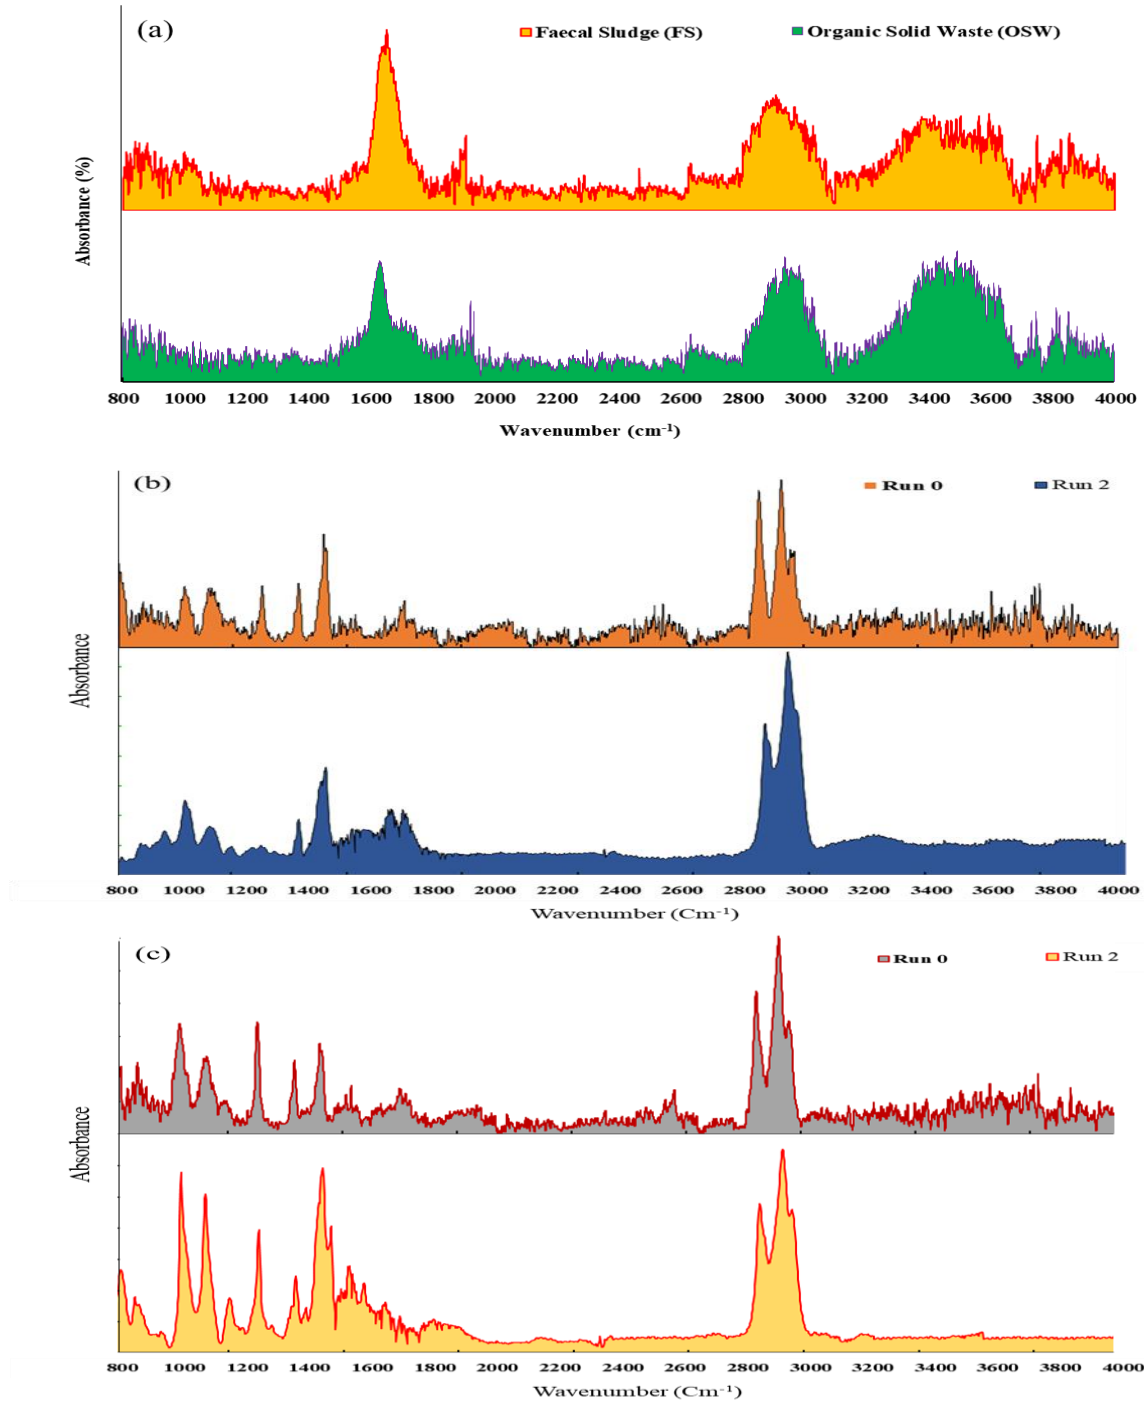 (a)
Faecal Sludge (FS) Organic Solid Waste (OSW)
Absorbance (%)
800 1000 1200 1400 1600 1800 2000 2200 2400 2600 2800 3000 3200 3400 3600 3800 4000
Wavenumber (cm⁻¹)
(b)
Run 0 Run 2
Absorbance
800 1000 1200 1400 1600 2000 2200 2400 2600 2800 3000 3200 3400 3600 3800 4000
Wavenumber (Cm⁻¹)
(c)
Run 0 Run 2
Absorbance
800 1000 1200 1400 1600 1800 2000 2200 2400 2600 2800 3000 3200 3400 3600 3800 4000
Wavenumber (Cm⁻¹)